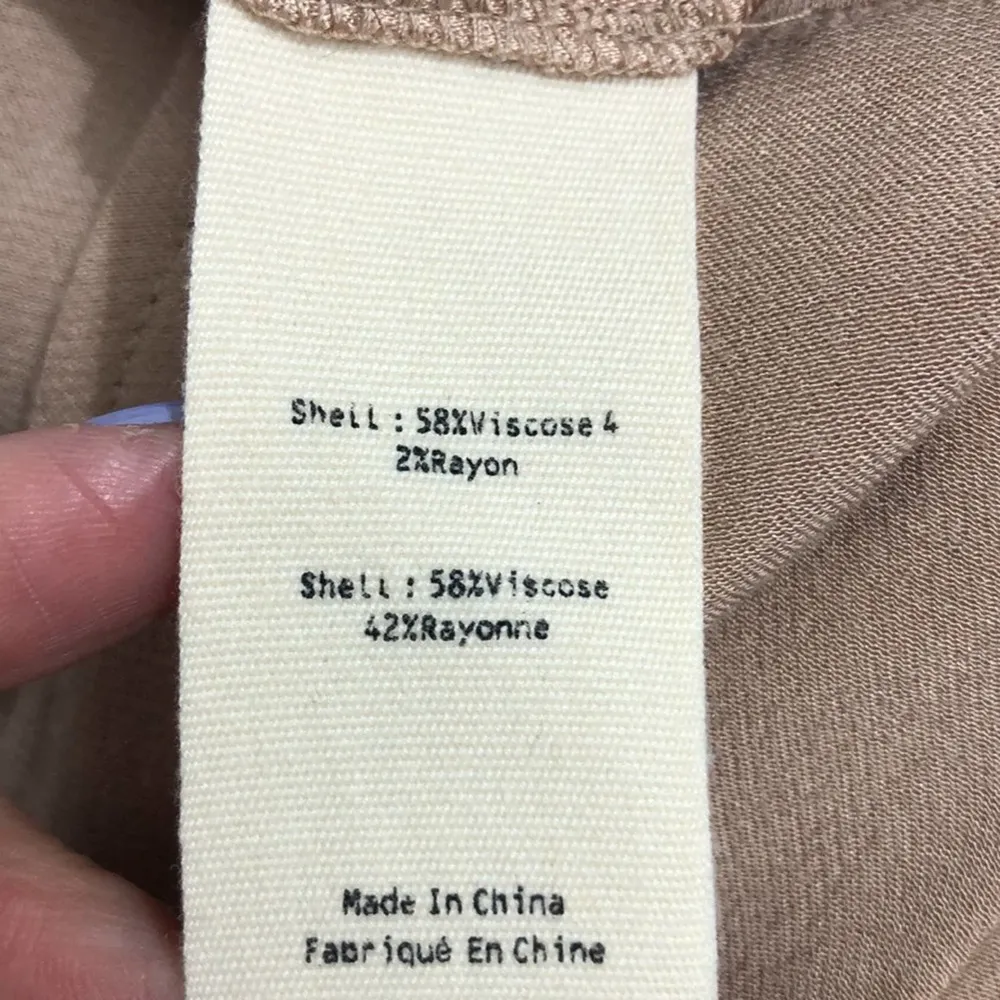 Shell : 58%Viscose 4
2%Rayon
Shell : 58%Viscose
42%Rayonne
Made In China
Fabriqué En Chine